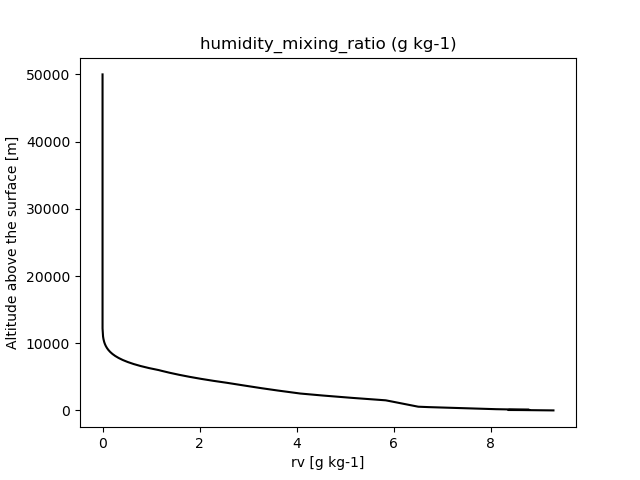 humidity_mixing_ratio (g kg-1)
50000
40000
30000
20000
10000
0
Altitude above the surface [m]
0 2 4 6 8
rv [g kg-1]